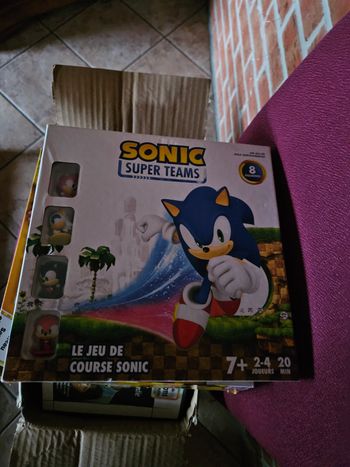 SONIC
SUPER TEAMS
8
LE JEU DE
COURSE SONIC
7+
2-4
JOUEURS
20
MIN